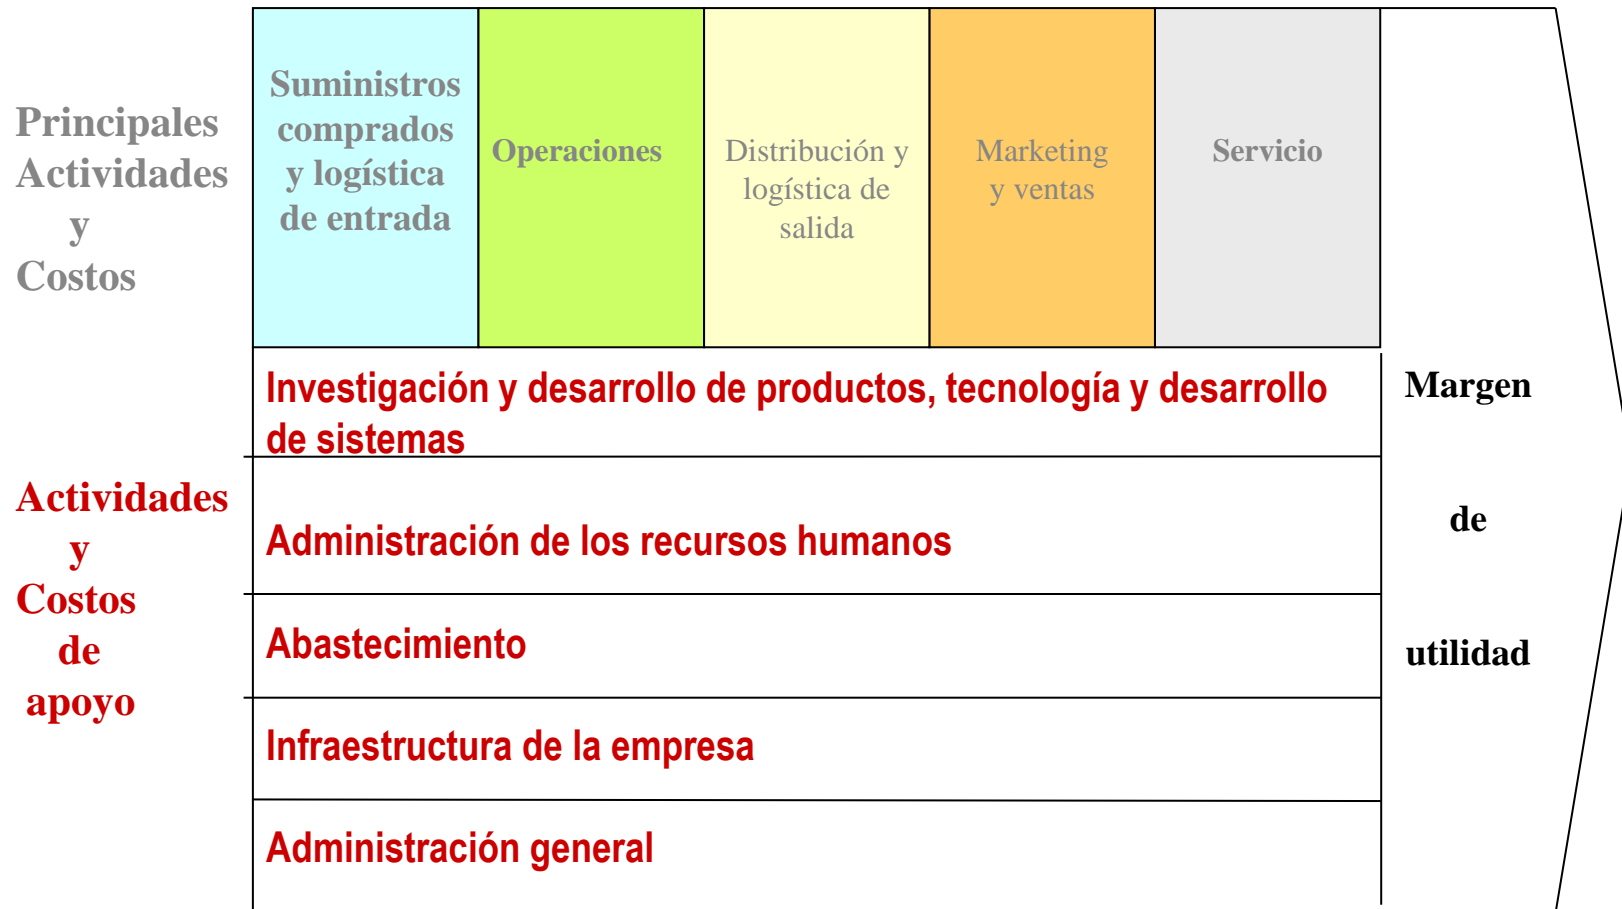 Principales
Actividades
y
Costos
Suministros
comprados
y logística
de entrada
Operaciones
Distribución y
logística de
salida
Marketing
y ventas
Servicio
Investigación y desarrollo de productos, tecnología y desarrollo
de sistemas
Actividades
y
Costos
de
apoyo
Administración de los recursos humanos
Abastecimiento
Infraestructura de la empresa
Administración general
Margen
de
utilidad